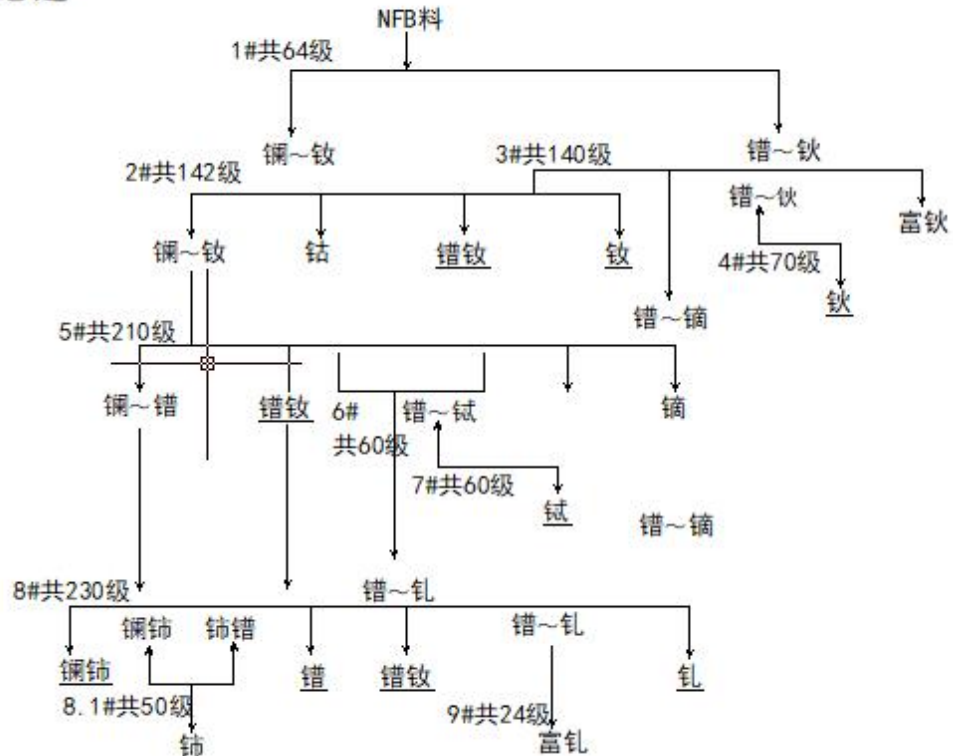 NFB料
1#共64级
镧～钕
镨～钬
2#共142级
3#共140级
镧～钕
钴
镨钕
钕
镨～钬
富钬
4#共70级
钬
镨～镝
5#共210级
镧～镨
镨钕
6#
共60级
镨～铽
镝
7#共60级
铽
镨～镝
镨～钆
8#共230级
镧铈
铈镨
镨～钆
镧铈
镨
镨钕
钆
8.1#共50级
铈
9#共24级
富钆